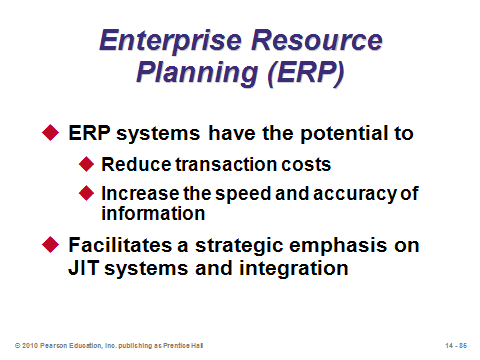 Enterprise Resource
Planning (ERP)
ERP systems have the potential to
Reduce transaction costs
Increase the speed and accuracy of
information
Facilitates a strategic emphasis on
JIT systems and integration
© 2010 Pearson Education, Inc. publishing as Prentice Hall
14 - 85